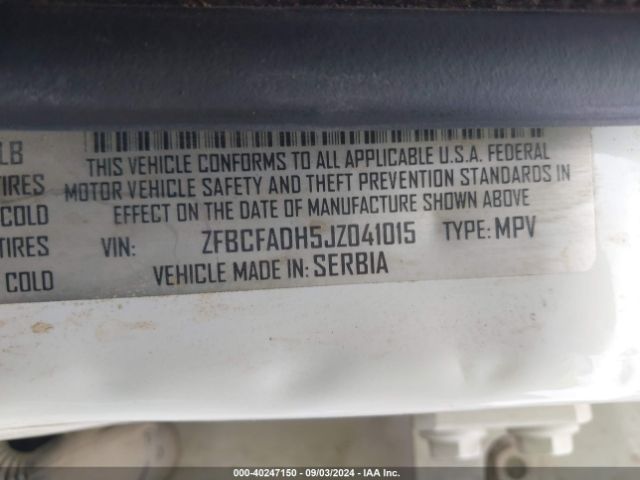 LB
THIS VEHICLE CONFORMS TO ALL APPLICABLE U.S.A. FEDERAL
TIRES MOTOR VEHICLE SAFETY AND THEFT PREVENTION STANDARDS IN
COLD EFFECT ON THE DATE OF MANUFACTURE SHOWN ABOVE
TIRES VIN: ZFBCFADH5JZ041015 TYPE: MPV
COLD VEHICLE MADE IN: SERBIA
000-40247150 - 09/03/2024 - IAA Inc.